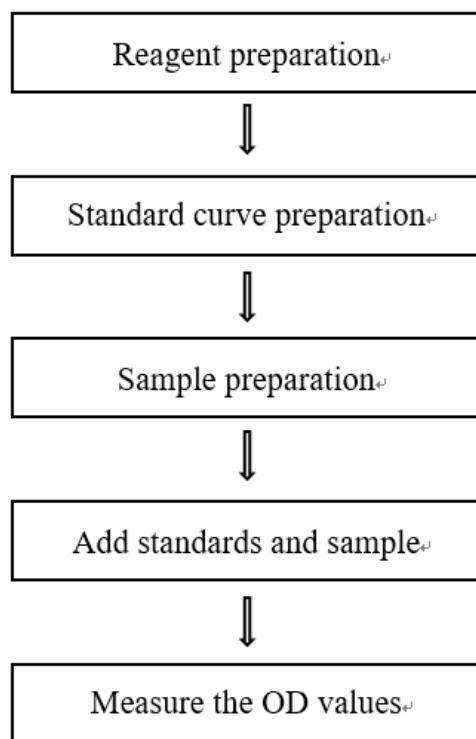 Reagent preparation
Standard curve preparation
Sample preparation
Add standards and sample
Measure the OD values